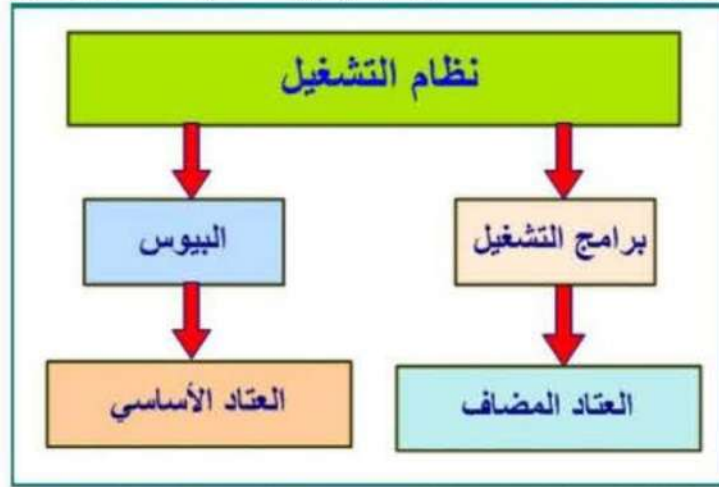 نظام التشغيل
برامج التشغيل
البيوس
العتاد المضاف
العتاد الأساسي